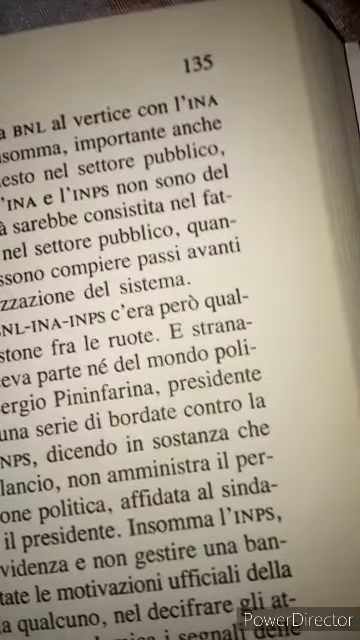 135
a BNL al vertice con l'INA
somma, importante anche
esto nel settore pubblico,
'INA e l'INPS non sono del
à sarebbe consistita nel fat-
nel settore pubblico, quan-
ssono compiere passi avanti
zzazione del sistema.
NL-INA-INPS c'era però qual-
stone fra le ruote. E strana-
eva parte né del mondo poli-
ergio Pininfarina, presidente
una serie di bordate contro la
NPS, dicendo in sostanza che
lancio, non amministra il per-
one politica, affidata al sinda-
il presidente. Insomma l'INPS,
videnza e non gestire una ban-
tate le motivazioni ufficiali della
a qualcuno, nel decifrare gli at-
i segnali delle
PowerDirector